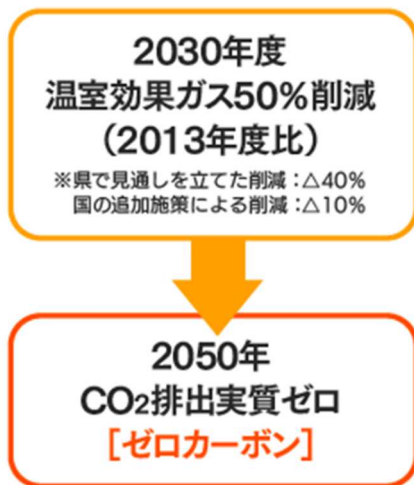 2030年度
温室効果ガス50%削減
（2013年度比）
※県で見通しを立てた削減：△40%
国の追加施策による削減：△10%
2050年
CO2排出実質ゼロ
［ゼロカーボン］